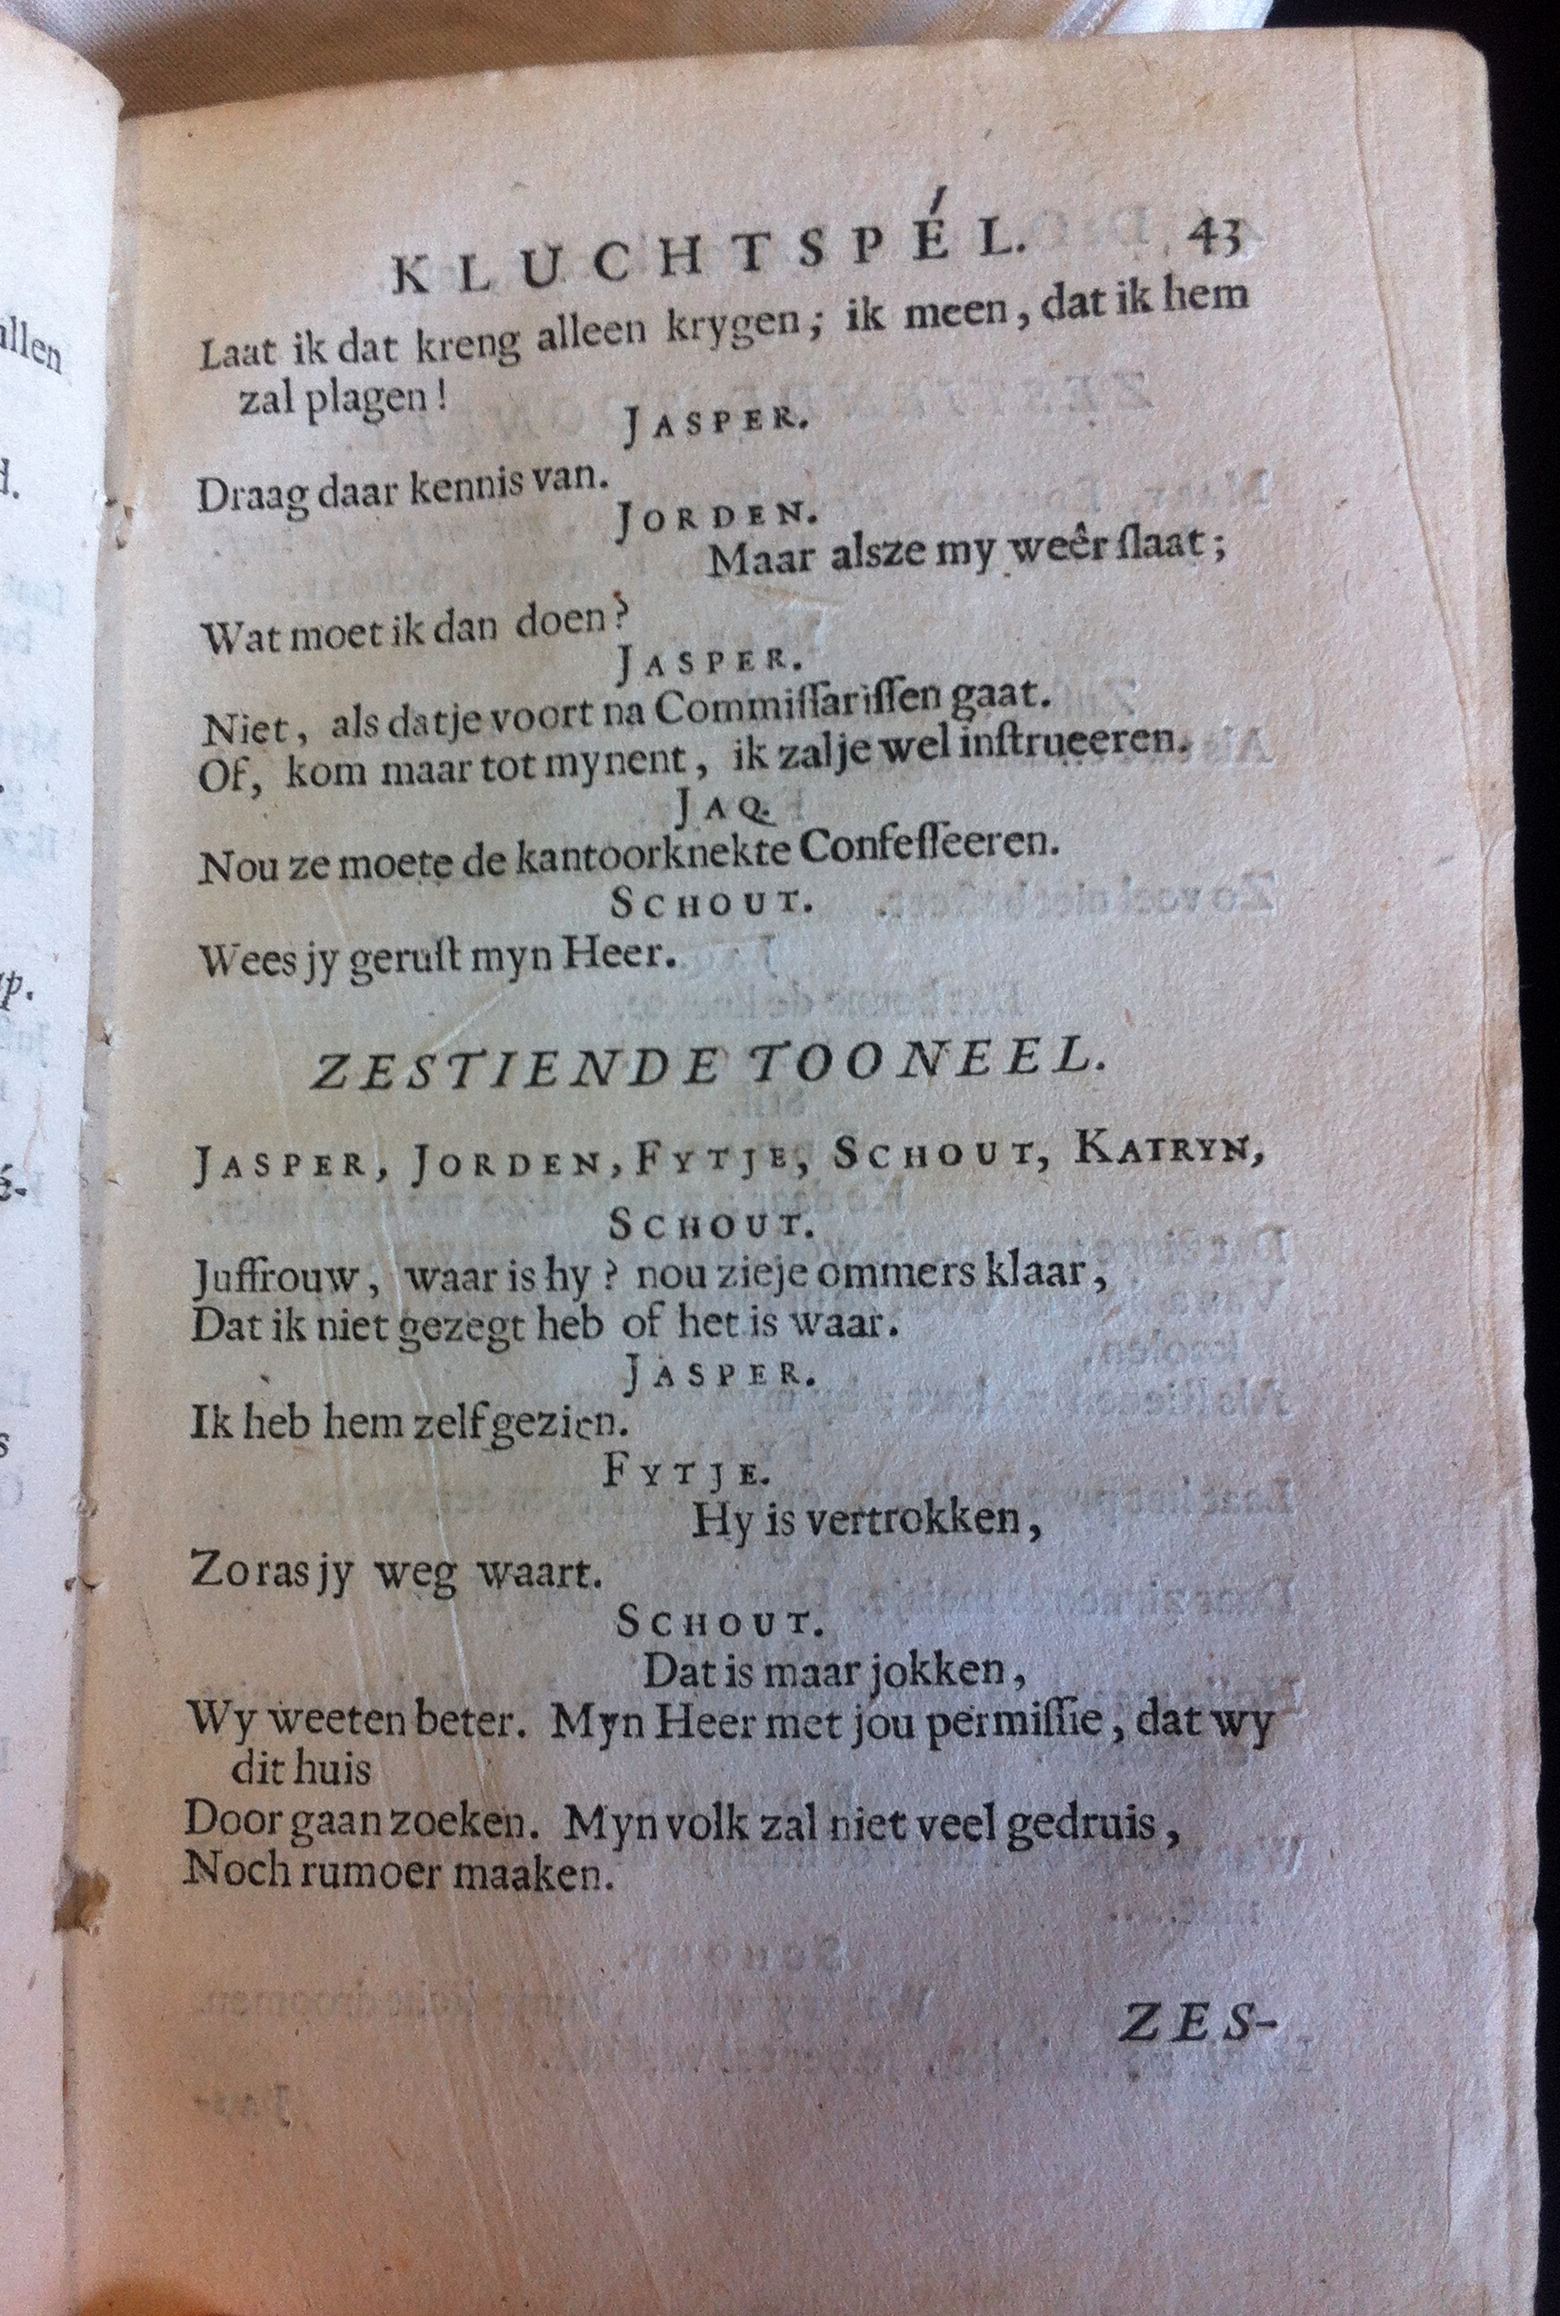 KLUCHTSPÉL. 43
Laat ik dat kreng alleen krygen; ik meen, dat ik hem
zal plagen!
JASPER.
Draag daar kennis van.
JORDEN.
Maar alsze my weêr ſlaat;
Wat moet ik dan doen?
JASPER.
Niet, als datje voort na Commiſſariſſen gaat.
Of, kom maar tot mynent, ik zalje wel inſtrueeren.
JAQ.
Nou ze moete de kantoorknekte Confeſſeeren.
SCHOUT.
Wees jy geruſt myn Heer.
ZESTIENDE TOONEEL.
JASPER, JORDEN, FYTJE, SCHOUT, KATRYN,
SCHOUT.
Juffrouw, waar is hy? nou zieje ommers klaar,
Dat ik niet gezegt heb of het is waar.
JASPER.
Ik heb hem zelf gezien.
FYTJE.
Hy is vertrokken,
Zo ras jy weg waart.
SCHOUT.
Dat is maar jokken,
Wy weeten beter. Myn Heer met jou permiſſie, dat wy
dit huis
Door gaan zoeken. Myn volk zal niet veel gedruis,
Noch rumoer maaken.
ZES-